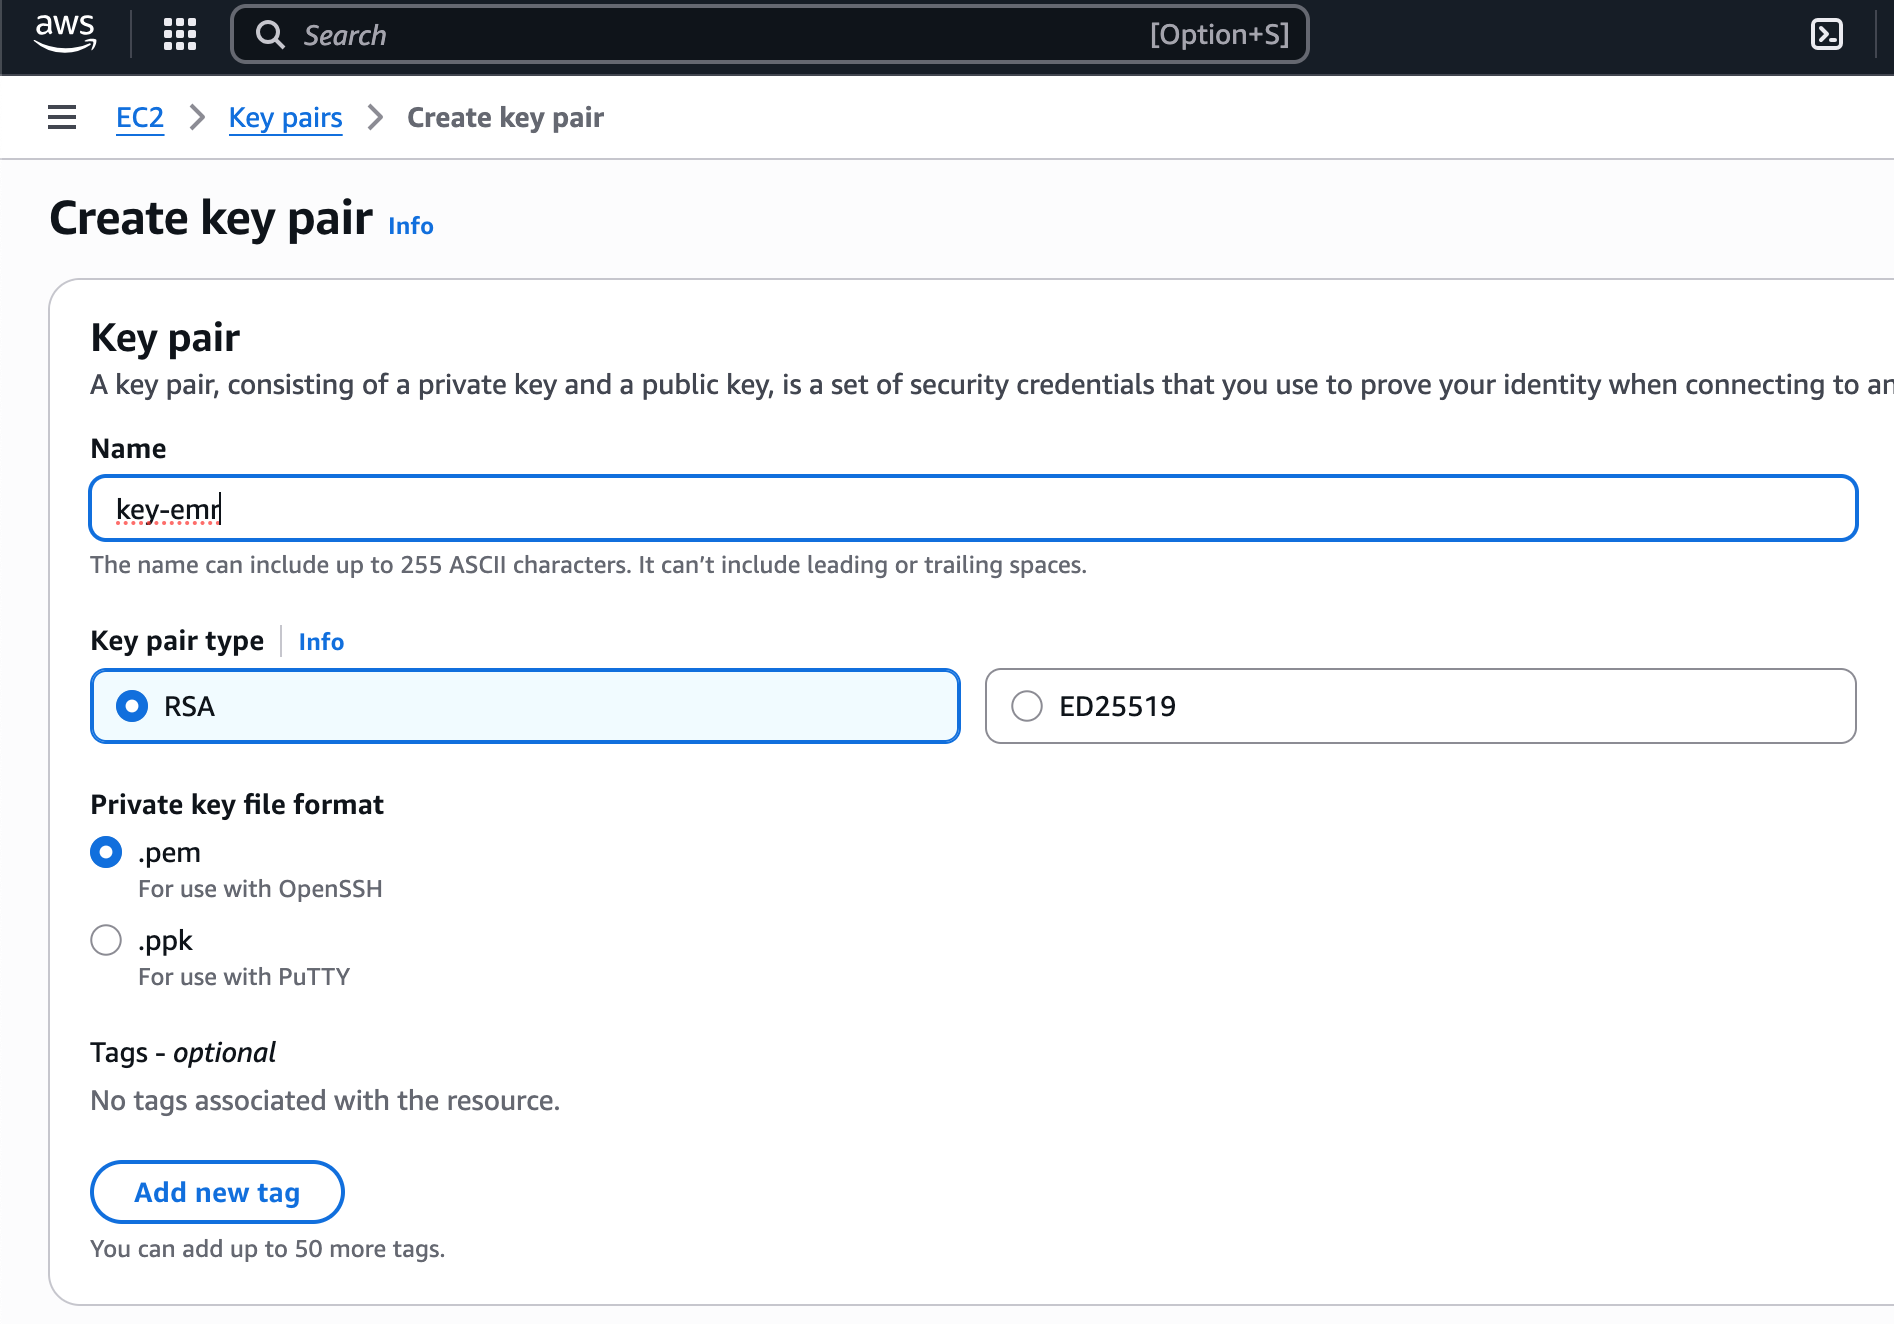 aws
Search [Option+S]
EC2 Key pairs Create key pair
Create key pair Info
Key pair
A key pair, consisting of a private key and a public key, is a set of security credentials that you use to prove your identity when connecting to an
Name
key-emr
The name can include up to 255 ASCII characters. It can't include leading or trailing spaces.
Key pair type Info
RSA ED25519
Private key file format
.pem
For use with OpenSSH
.ppk
For use with PuTTY
Tags - optional
No tags associated with the resource.
Add new tag
You can add up to 50 more tags.